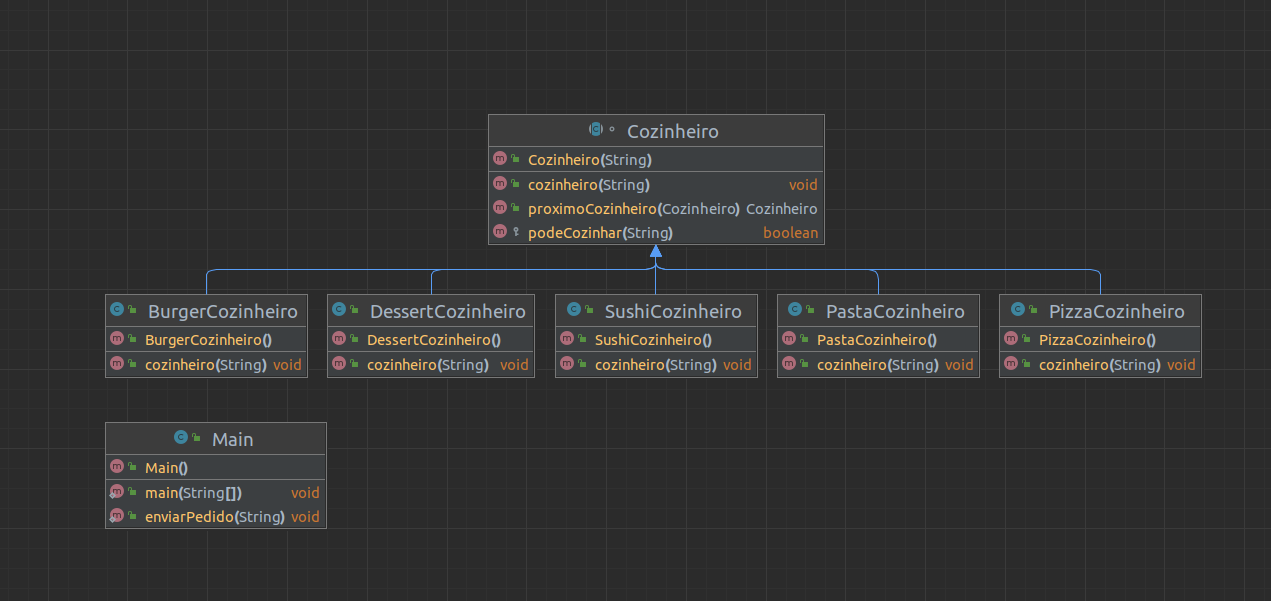 Cozinheiro
Cozinheiro(String)
cozinheiro(String) void
proximoCozinheiro(Cozinheiro) Cozinheiro
podeCozinhar(String) boolean
BurgerCozinheiro
BurgerCozinheiro()
cozinheiro(String) void
DessertCozinheiro
DessertCozinheiro()
cozinheiro(String) void
SushiCozinheiro
SushiCozinheiro()
cozinheiro(String) void
PastaCozinheiro
PastaCozinheiro()
cozinheiro(String) void
PizzaCozinheiro
PizzaCozinheiro()
cozinheiro(String) void
Main
Main()
main(String[]) void
enviarPedido(String) void